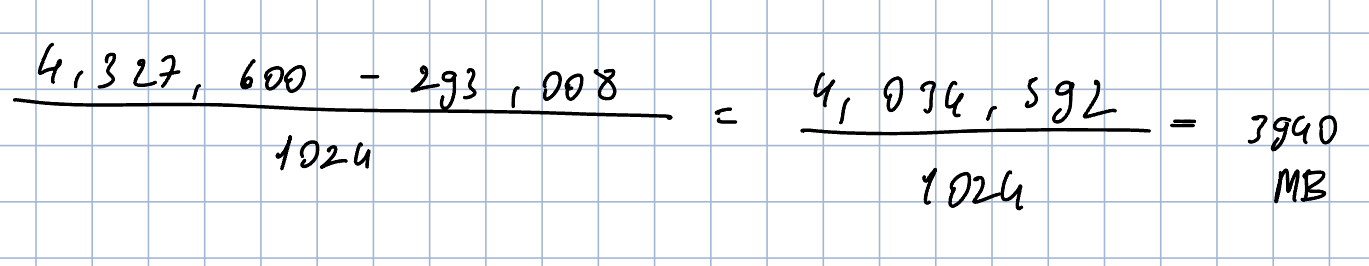 4,327,600 - 293,008 / 1024 = 4,034,592 / 1024 = 3940 MB